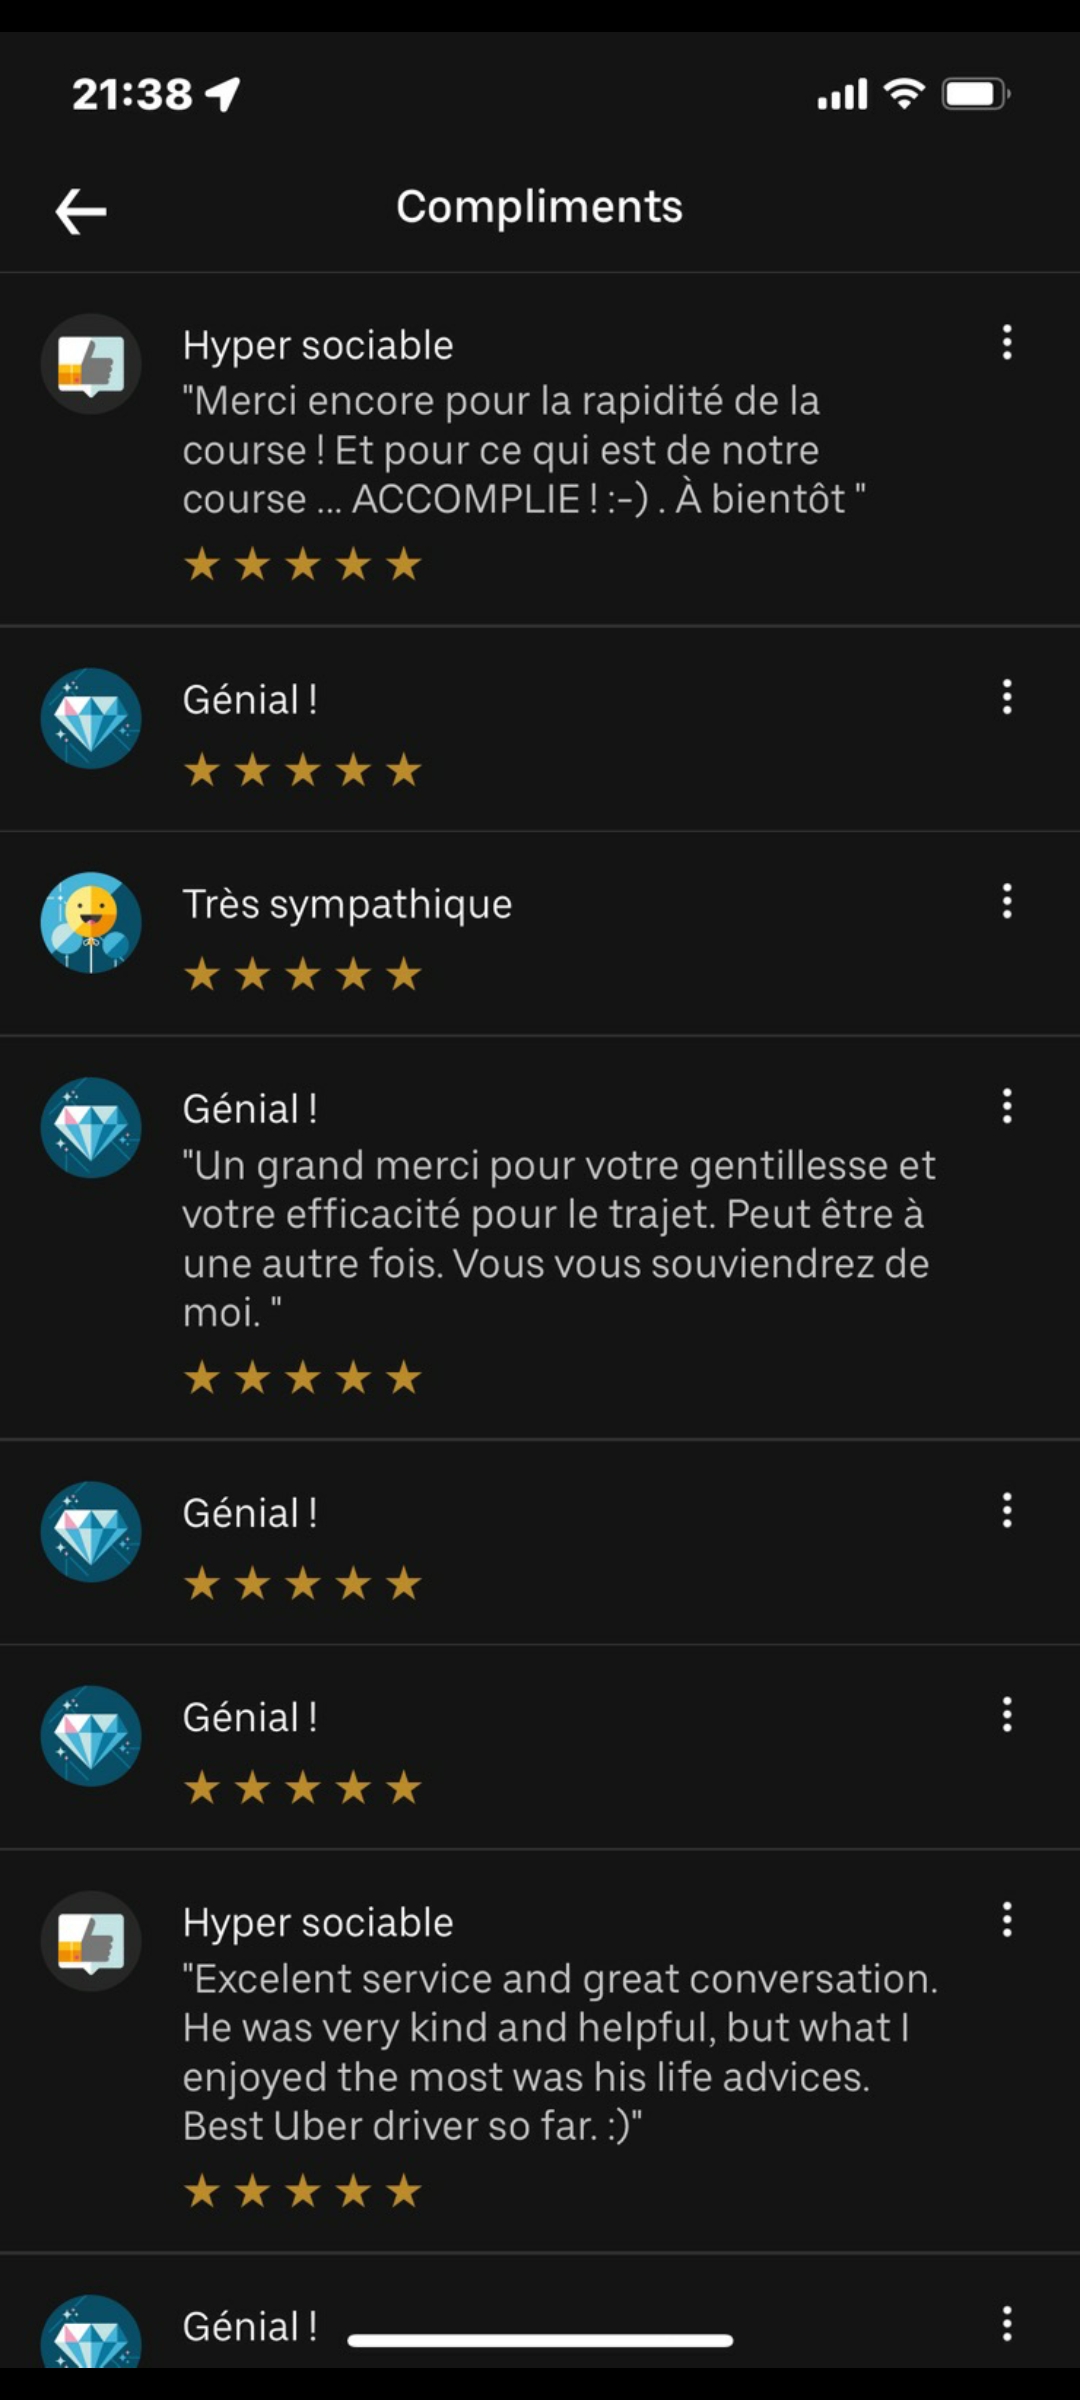 21:38
Compliments
Hyper sociable
"Merci encore pour la rapidité de la
course ! Et pour ce qui est de notre
course ... ACCOMPLIE ! :-) . À bientôt "
Génial !
Très sympathique
Génial !
"Un grand merci pour votre gentillesse et
votre efficacité pour le trajet. Peut être à
une autre fois. Vous vous souviendrez de
moi. "
Génial !
Génial !
Hyper sociable
"Excelent service and great conversation.
He was very kind and helpful, but what I
enjoyed the most was his life advices.
Best Uber driver so far. :)"
Génial !